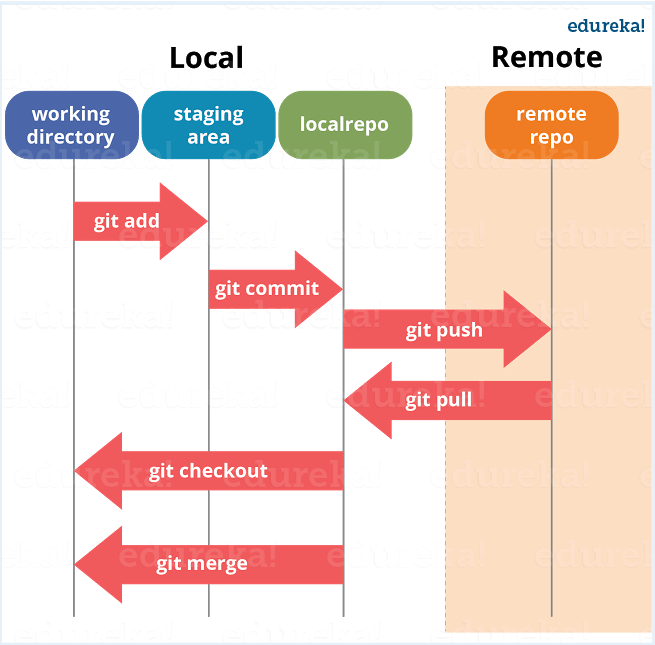 edureka!
Local
Remote
working
directory
staging
area
localrepo
remote
repo
git add
git commit
git push
git pull
git checkout
git merge